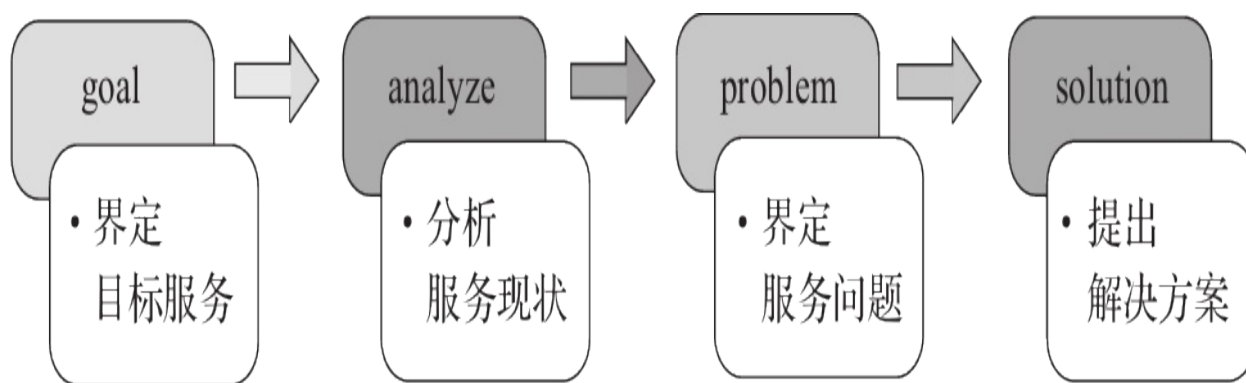 goal
• 界定
目标服务
analyze
• 分析
服务现状
problem
• 界定
服务问题
solution
• 提出
解决方案